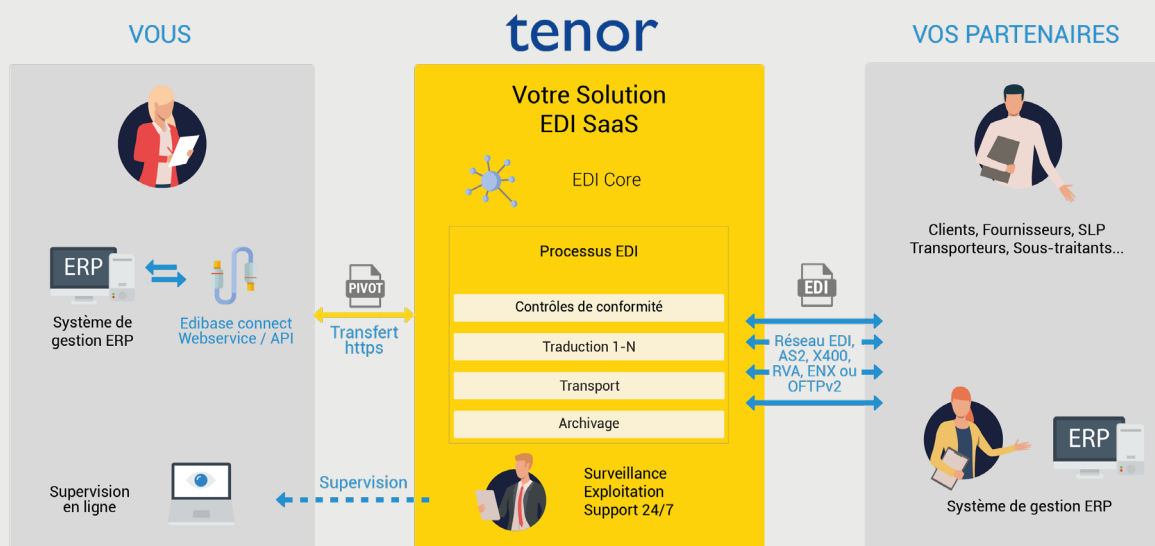 VOUS
ERP
Système de
gestion ERP
Edibase connect
Webservice / API
Supervision
en ligne
PIVOT
Transfert
https
Supervision
tenor
Votre Solution
EDI SaaS
EDI Core
Processus EDI
Contrôles de conformité
Traduction 1-N
Transport
Archivage
Surveillance
Exploitation
Support 24/7
EDI
Réseau EDI,
AS2, X400,
RVA, ENX ou
OFTPv2
VOS PARTENAIRES
Clients, Fournisseurs, SLP
Transporteurs, Sous-traitants...
ERP
Système de gestion ERP